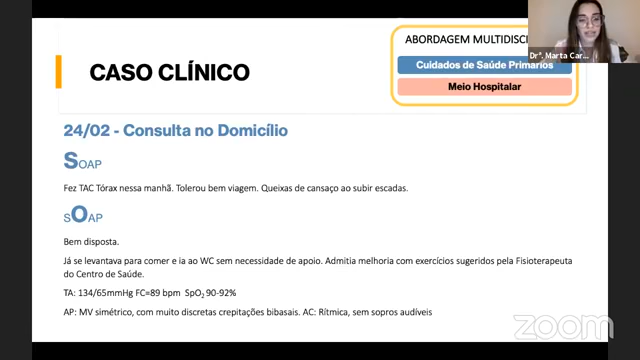 ABORDAGEM MULTIDISCI
Drª. Marta Car...
Cuidados de Saúde Primários
CASO CLÍNICO
Meio Hospitalar
24/02 - Consulta no Domicílio
SOAP
Fez TAC Tórax nessa manhã. Tolerou bem viagem. Queixas de cansaço ao subir escadas.
SOAP
Bem disposta.
Já se levantava para comer e ia ao WC sem necessidade de apoio. Admitia melhoria com exercícios sugeridos pela Fisioterapeuta
do Centro de Saúde.
TA: 134/65mmHg FC=89 bpm SpO2 90-92%
AP: MV simétrico, com muito discretas crepitações bibasais. AC: Rítmica, sem sopros audíveis
zoom